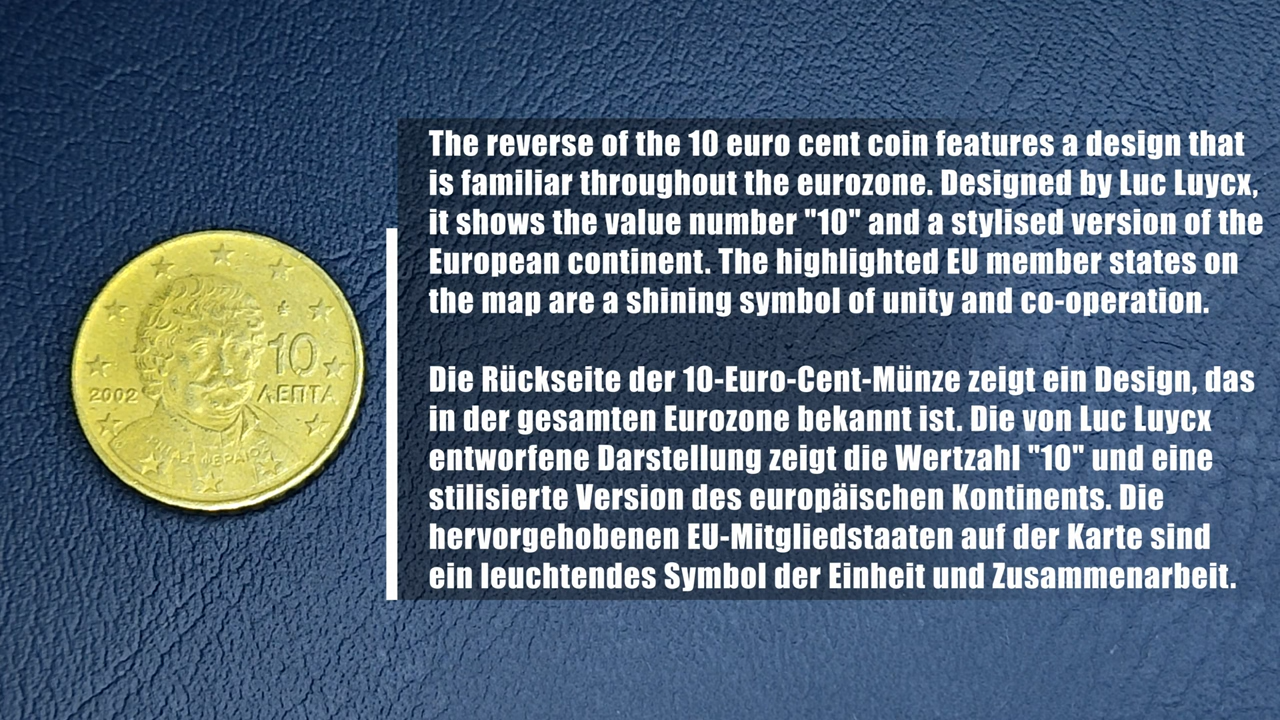 10
2002
ΛΕΠΤΑ
The reverse of the 10 euro cent coin features a design that
is familiar throughout the eurozone. Designed by Luc Luycx,
it shows the value number "10" and a stylised version of the
European continent. The highlighted EU member states on
the map are a shining symbol of unity and co-operation.
Die Rückseite der 10-Euro-Cent-Münze zeigt ein Design, das
in der gesamten Eurozone bekannt ist. Die von Luc Luycx
entworfene Darstellung zeigt die Wertzahl "10" und eine
stilisierte Version des europäischen Kontinents. Die
hervorgehobenen EU-Mitgliedstaaten auf der Karte sind
ein leuchtendes Symbol der Einheit und Zusammenarbeit.